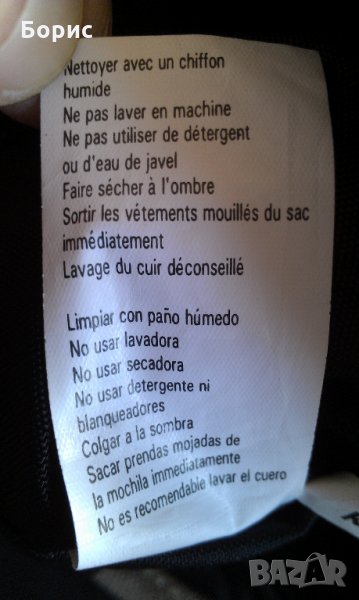 Борис
Nettoyer avec un chiffon
humide
Ne pas laver en machine
Ne pas utiliser de détergent
ou d'eau de javel
Faire sécher à l'ombre
Sortir les vétements mouillés du sac
immédiatement
Lavage du cuir déconseillé
Limpiar con paño húmedo
No usar lavadora
No usar secadora
No usar detergente ni
blanqueadores
Colgar a la sombra
Sacar prendas mojadas de
la mochila immediatamente
No es recomendable lavar el cuero
BAZAR